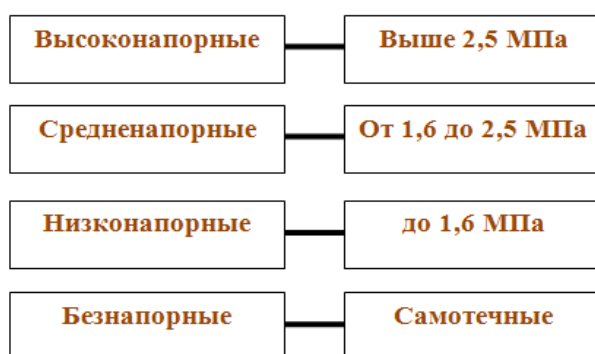 Высоконапорные
Выше 2,5 МПа
Средненапорные
От 1,6 до 2,5 МПа
Низконапорные
до 1,6 МПа
Безнапорные
Самотечные